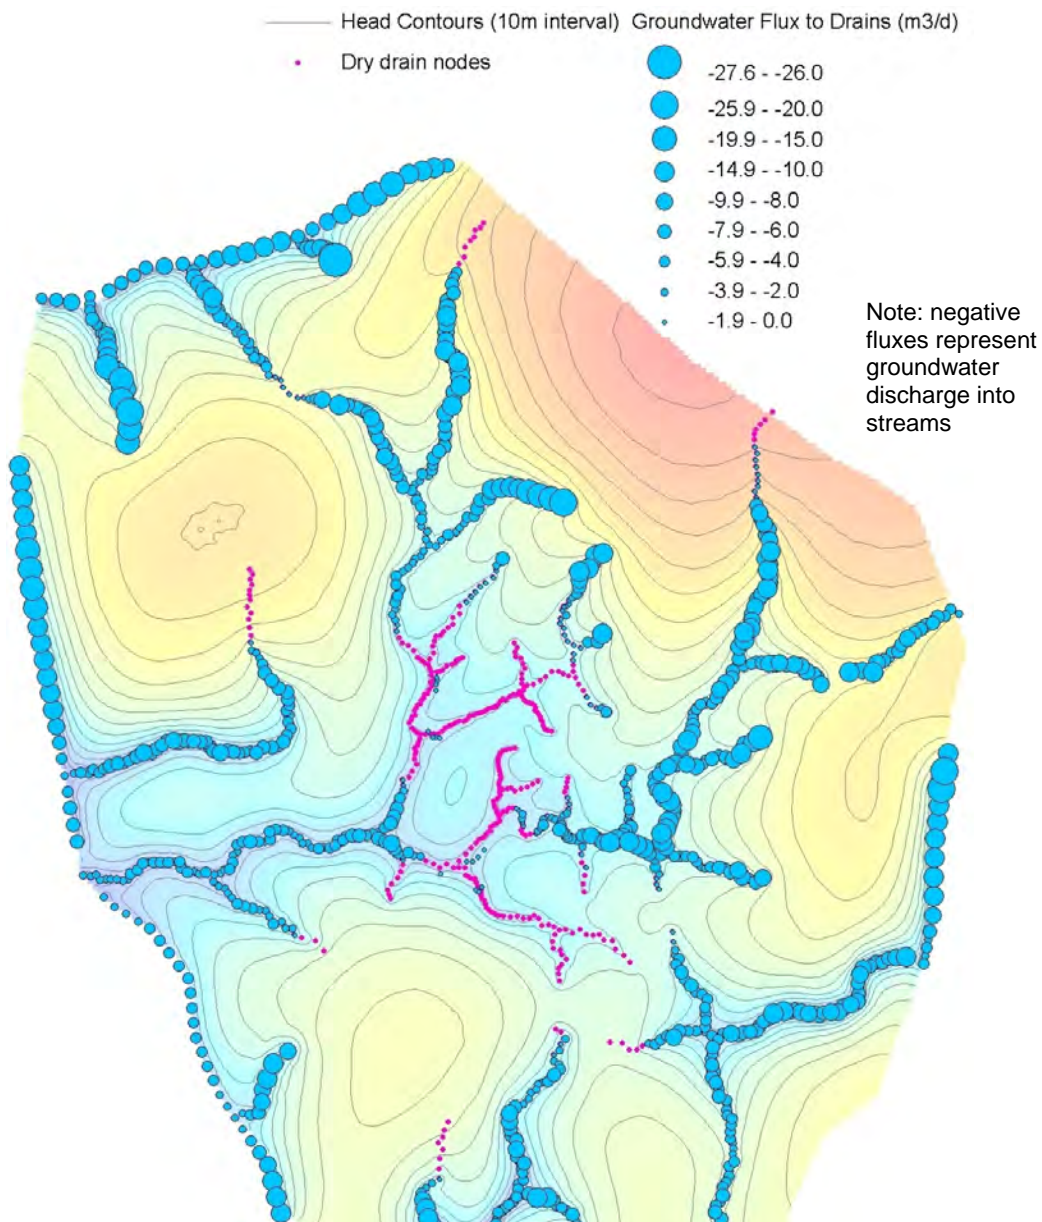 Head Contours (10m interval) Groundwater Flux to Drains (m3/d)
Dry drain nodes
-27.6 - -26.0
-25.9 - -20.0
-19.9 - -15.0
-14.9 - -10.0
-9.9 - -8.0
-7.9 - -6.0
-5.9 - -4.0
-3.9 - -2.0
-1.9 - 0.0
Note: negative
fluxes represent
groundwater
discharge into
streams